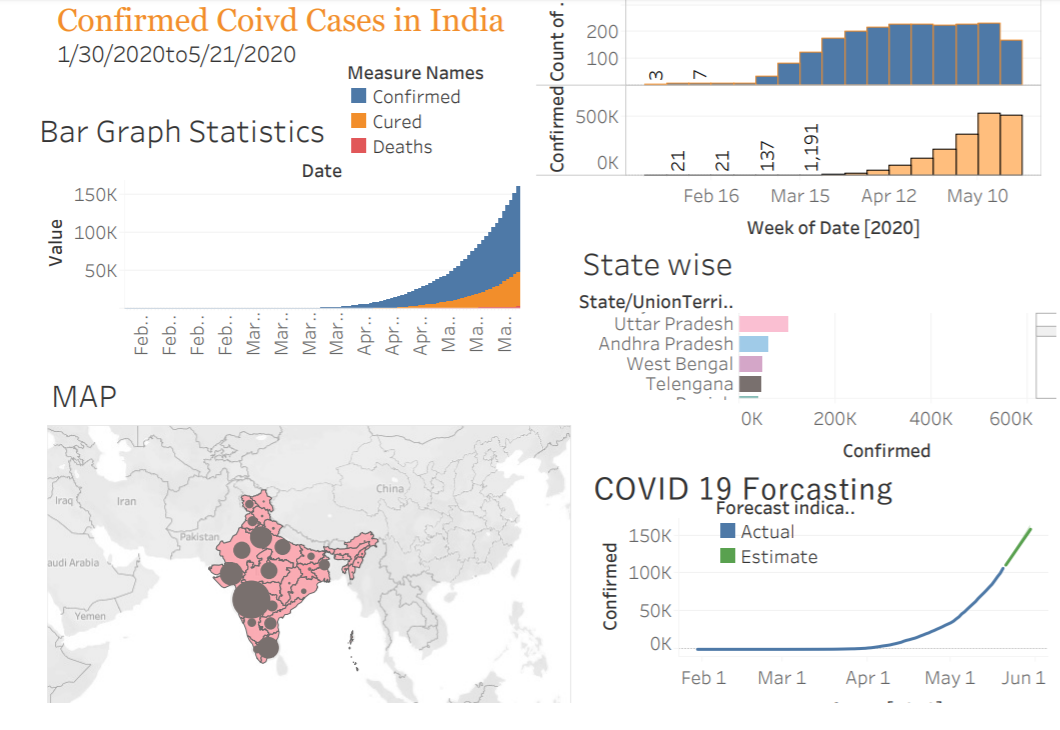 Confirmed Coivd Cases in India
1/30/2020to5/21/2020
Measure Names
Confirmed
Cured
Deaths
Bar Graph Statistics
Date
Value
150K
100K
50K
Feb..
Feb..
Feb..
Feb..
Mar..
Mar..
Mar..
Mar..
Apr..
Apr..
Apr..
Ma..
Ma..
Ma..
MAP
Iraq
Iran
Pakistan
China
audi Arabia
Yemen
Count of .
200
100
3
7
Confirmed
500K
0K
21
21
137
1,191
Feb 16
Mar 15
Apr 12
May 10
Week of Date [2020]
State wise
State/UnionTerri..
Uttar Pradesh
Andhra Pradesh
West Bengal
Telengana
0K
200K
400K
600K
Confirmed
COVID 19 Forcasting
Forecast indica..
Actual
Estimate
Confirmed
150K
100K
50K
0K
Feb 1
Mar 1
Apr 1
May 1
Jun 1